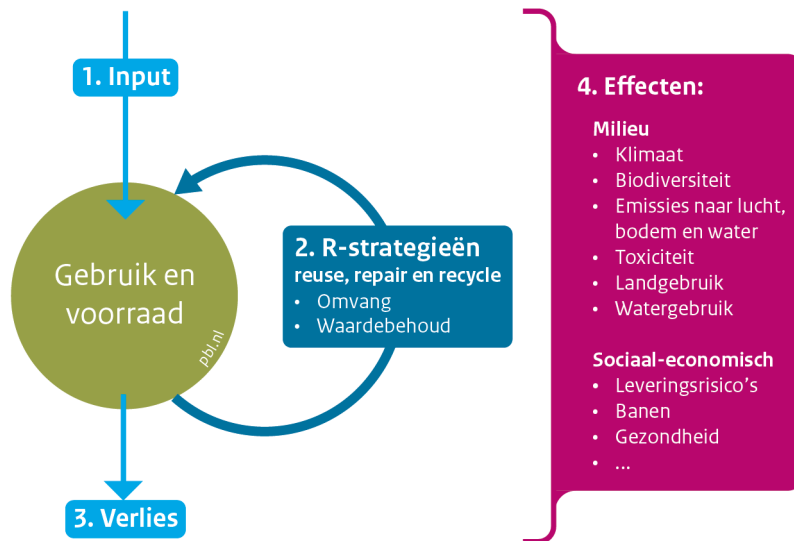 1. Input
Gebruik en
voorraad
pbl.nl
2. R-strategieën
reuse, repair en recycle
• Omvang
• Waardebehoud
3. Verlies
4. Effecten:
Milieu
• Klimaat
• Biodiversiteit
• Emissies naar lucht,
bodem en water
• Toxiciteit
• Landgebruik
• Watergebruik
Sociaal-economisch
• Leveringsrisico's
• Banen
• Gezondheid
• ...